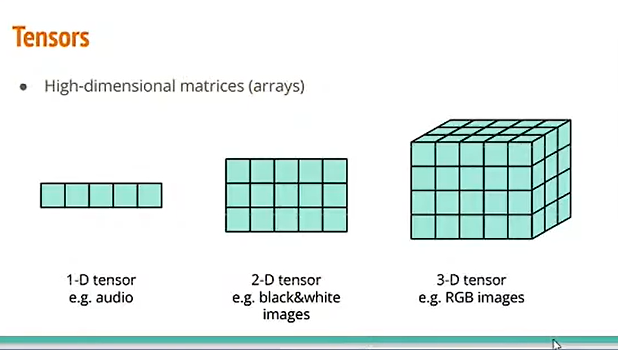 Tensors
● High-dimensional matrices (arrays)
1-D tensor
e.g. audio
2-D tensor
e.g. black&white
images
3-D tensor
e.g. RGB images